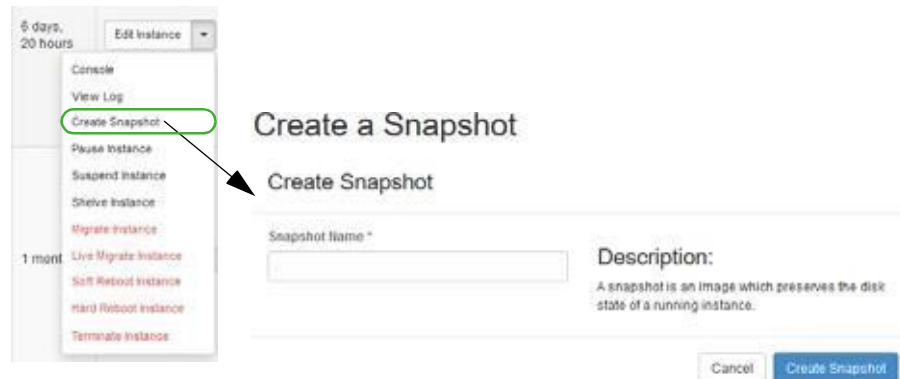 6 days,
20 hours
Edit Instance
Console
View Log
Create Snapshot
Pause Instance
Suspend Instance
Shelve Instance
Migrate Instance
1 mont
Live Migrate Instance
Soft Reboot Instance
Hard Reboot Instance
Terminate Instance
Create a Snapshot
Create Snapshot
Snapshot Name *
Description:
A snapshot is an image which preserves the disk
state of a running instance.
Cancel
Create Snapshot